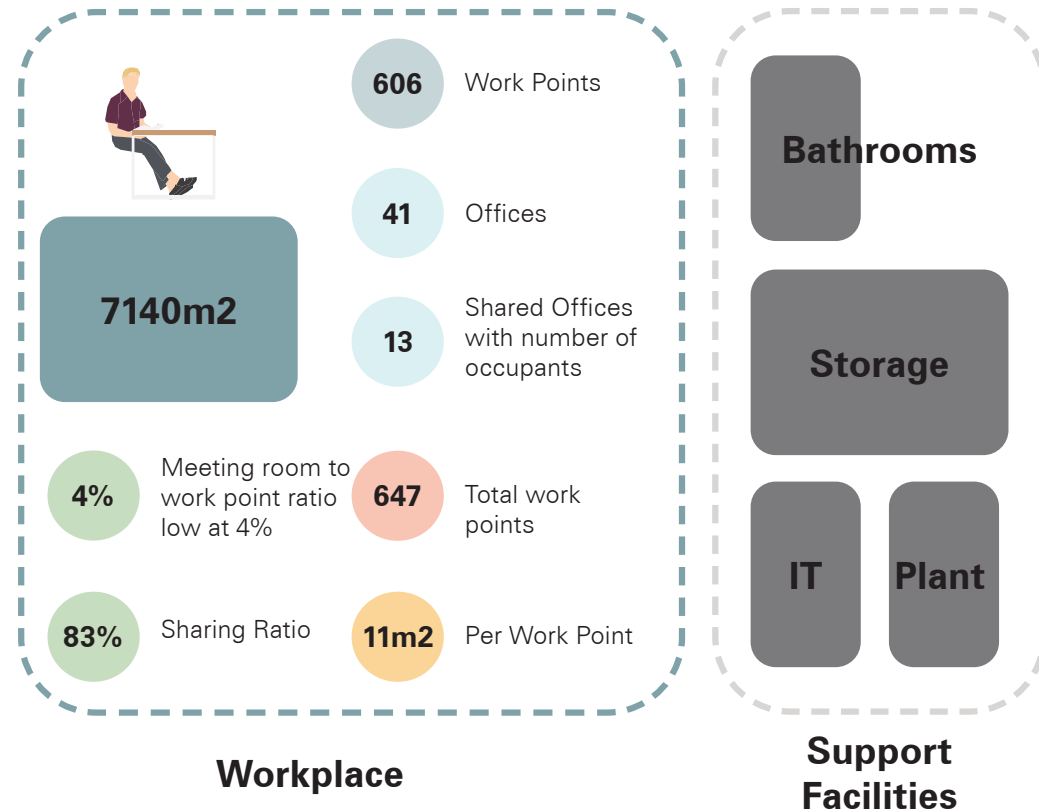 606
Work Points
41
Offices
7140m2
13
Shared Offices
with number of
occupants
4%
Meeting room to
work point ratio
low at 4%
647
Total work
points
83%
Sharing Ratio
11m2
Per Work Point
Workplace
Bathrooms
Storage
IT
Plant
Support
Facilities